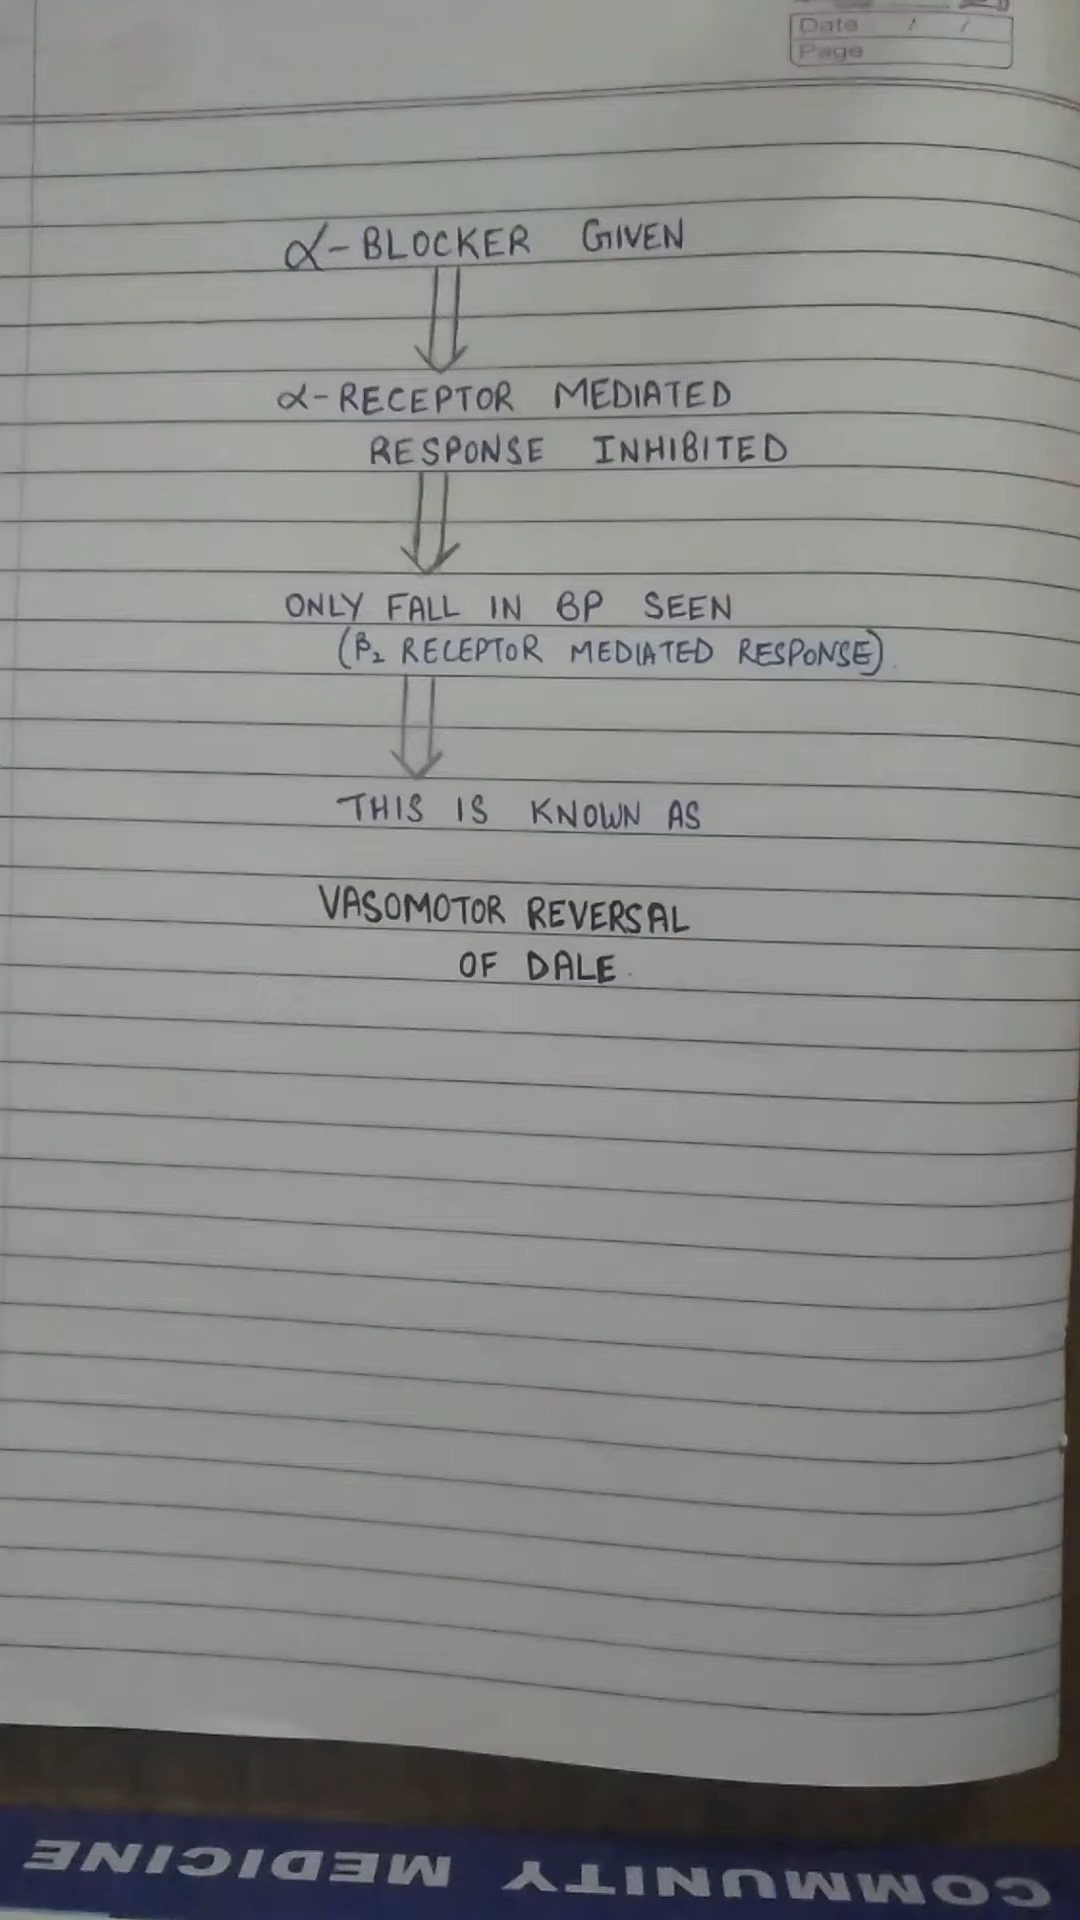 Date / /
Page
α-BLOCKER GIVEN
α-RECEPTOR MEDIATED
RESPONSE INHIBITED
ONLY FALL IN BP SEEN
(β₂ RECEPTOR MEDIATED RESPONSE)
THIS IS KNOWN AS
VASOMOTOR REVERSAL
OF DALE.
COMMUNITY MEDICINE